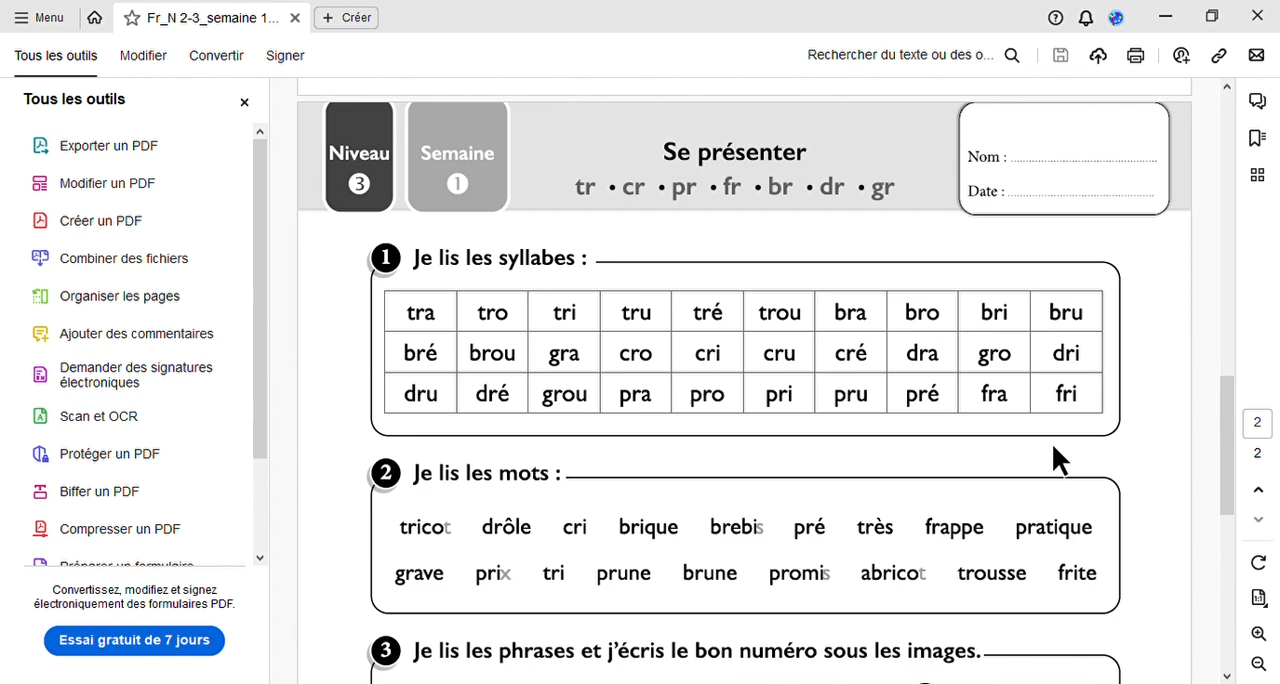 Menu
Fr_N 2-3_semaine 1...
Créer
Tous les outils
Modifier
Convertir
Signer
Rechercher du texte ou des o...
Tous les outils
Exporter un PDF
Modifier un PDF
Créer un PDF
Combiner des fichiers
Organiser les pages
Ajouter des commentaires
Demander des signatures
électroniques
Scan et OCR
Protéger un PDF
Biffer un PDF
Compresser un PDF
Préparer un formulaire
Convertissez, modifiez et signez
électroniquement des formulaires PDF.
Essai gratuit de 7 jours
Niveau
3
Semaine
1
Se présenter
tr • cr • pr • fr • br • dr • gr
Nom :
Date :
1 Je lis les syllabes :
tra tro tri tru tré trou bra bro bri bru
bré brou gra cro cri cru cré dra gro dri
dru dré grou pra pro pri pru pré fra fri
2 Je lis les mots :
tricot drôle cri brique brebis pré très frappe pratique
grave prix tri prune brune promis abricot trousse frite
3 Je lis les phrases et j'écris le bon numéro sous les images.
2
2